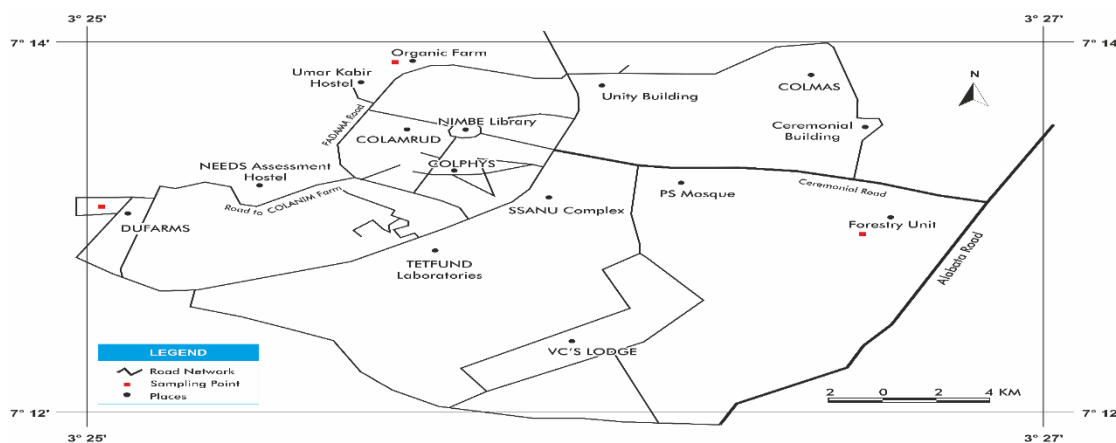 3° 25'
3° 27'
7° 14'
7° 14'
Organic Farm
Umar Kabir
Hostel
FADAMA Road
Unity Building
COLMAS
N
NIMBE Library
COLAMRUD
Ceremonial
Building
COLPHYS
NEEDS Assessment
Hostel
Road to COLANIM Farm
PS Mosque
Ceremonial Road
SSANU Complex
DUFARMS
Forestry Unit
TETFUND
Laboratories
Alabata Road
VC'S LODGE
LEGEND
Road Network
Sampling Point
Places
2 0 2 4 KM
7° 12'
7° 12'
3° 25'
3° 27'